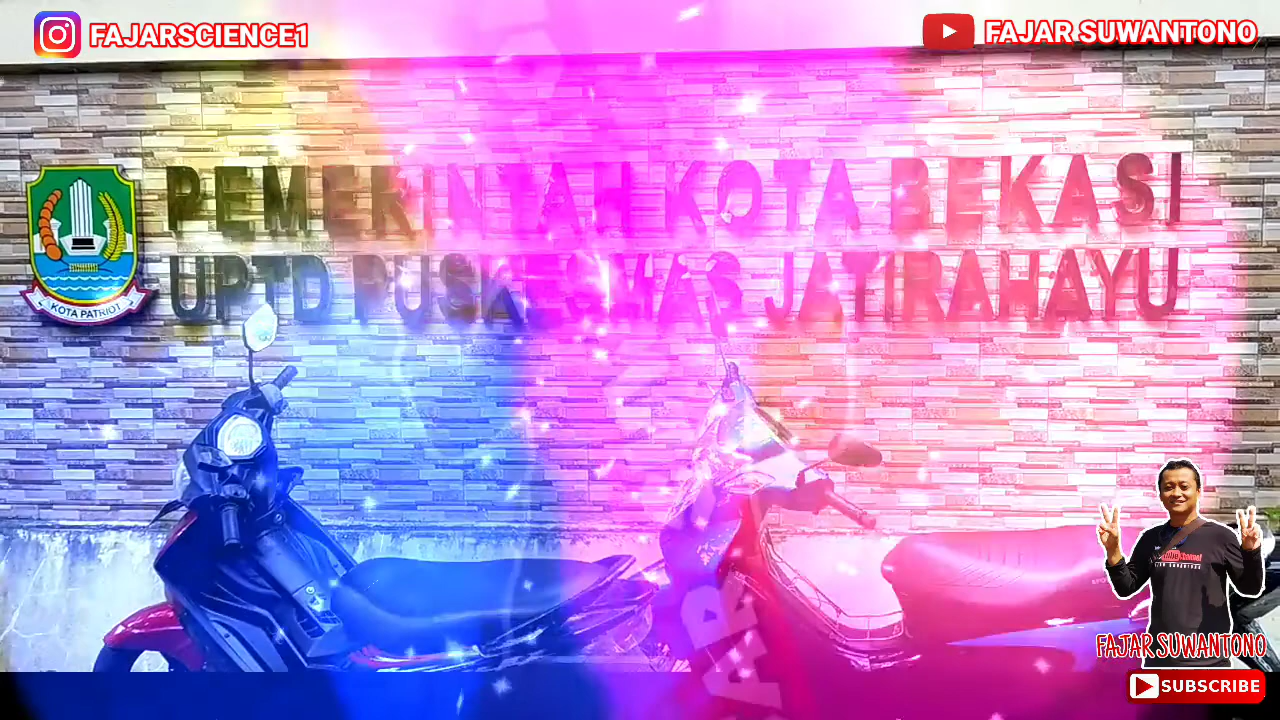 FAJARSCIENCE1
FAJAR SUWANTONO
PEMERINTAH KOTA BEKASI
UPTD PUSKESMAS JATIRAHAYU
KOTA PATRIOT
FAJAR SUWANTONO
SUBSCRIBE